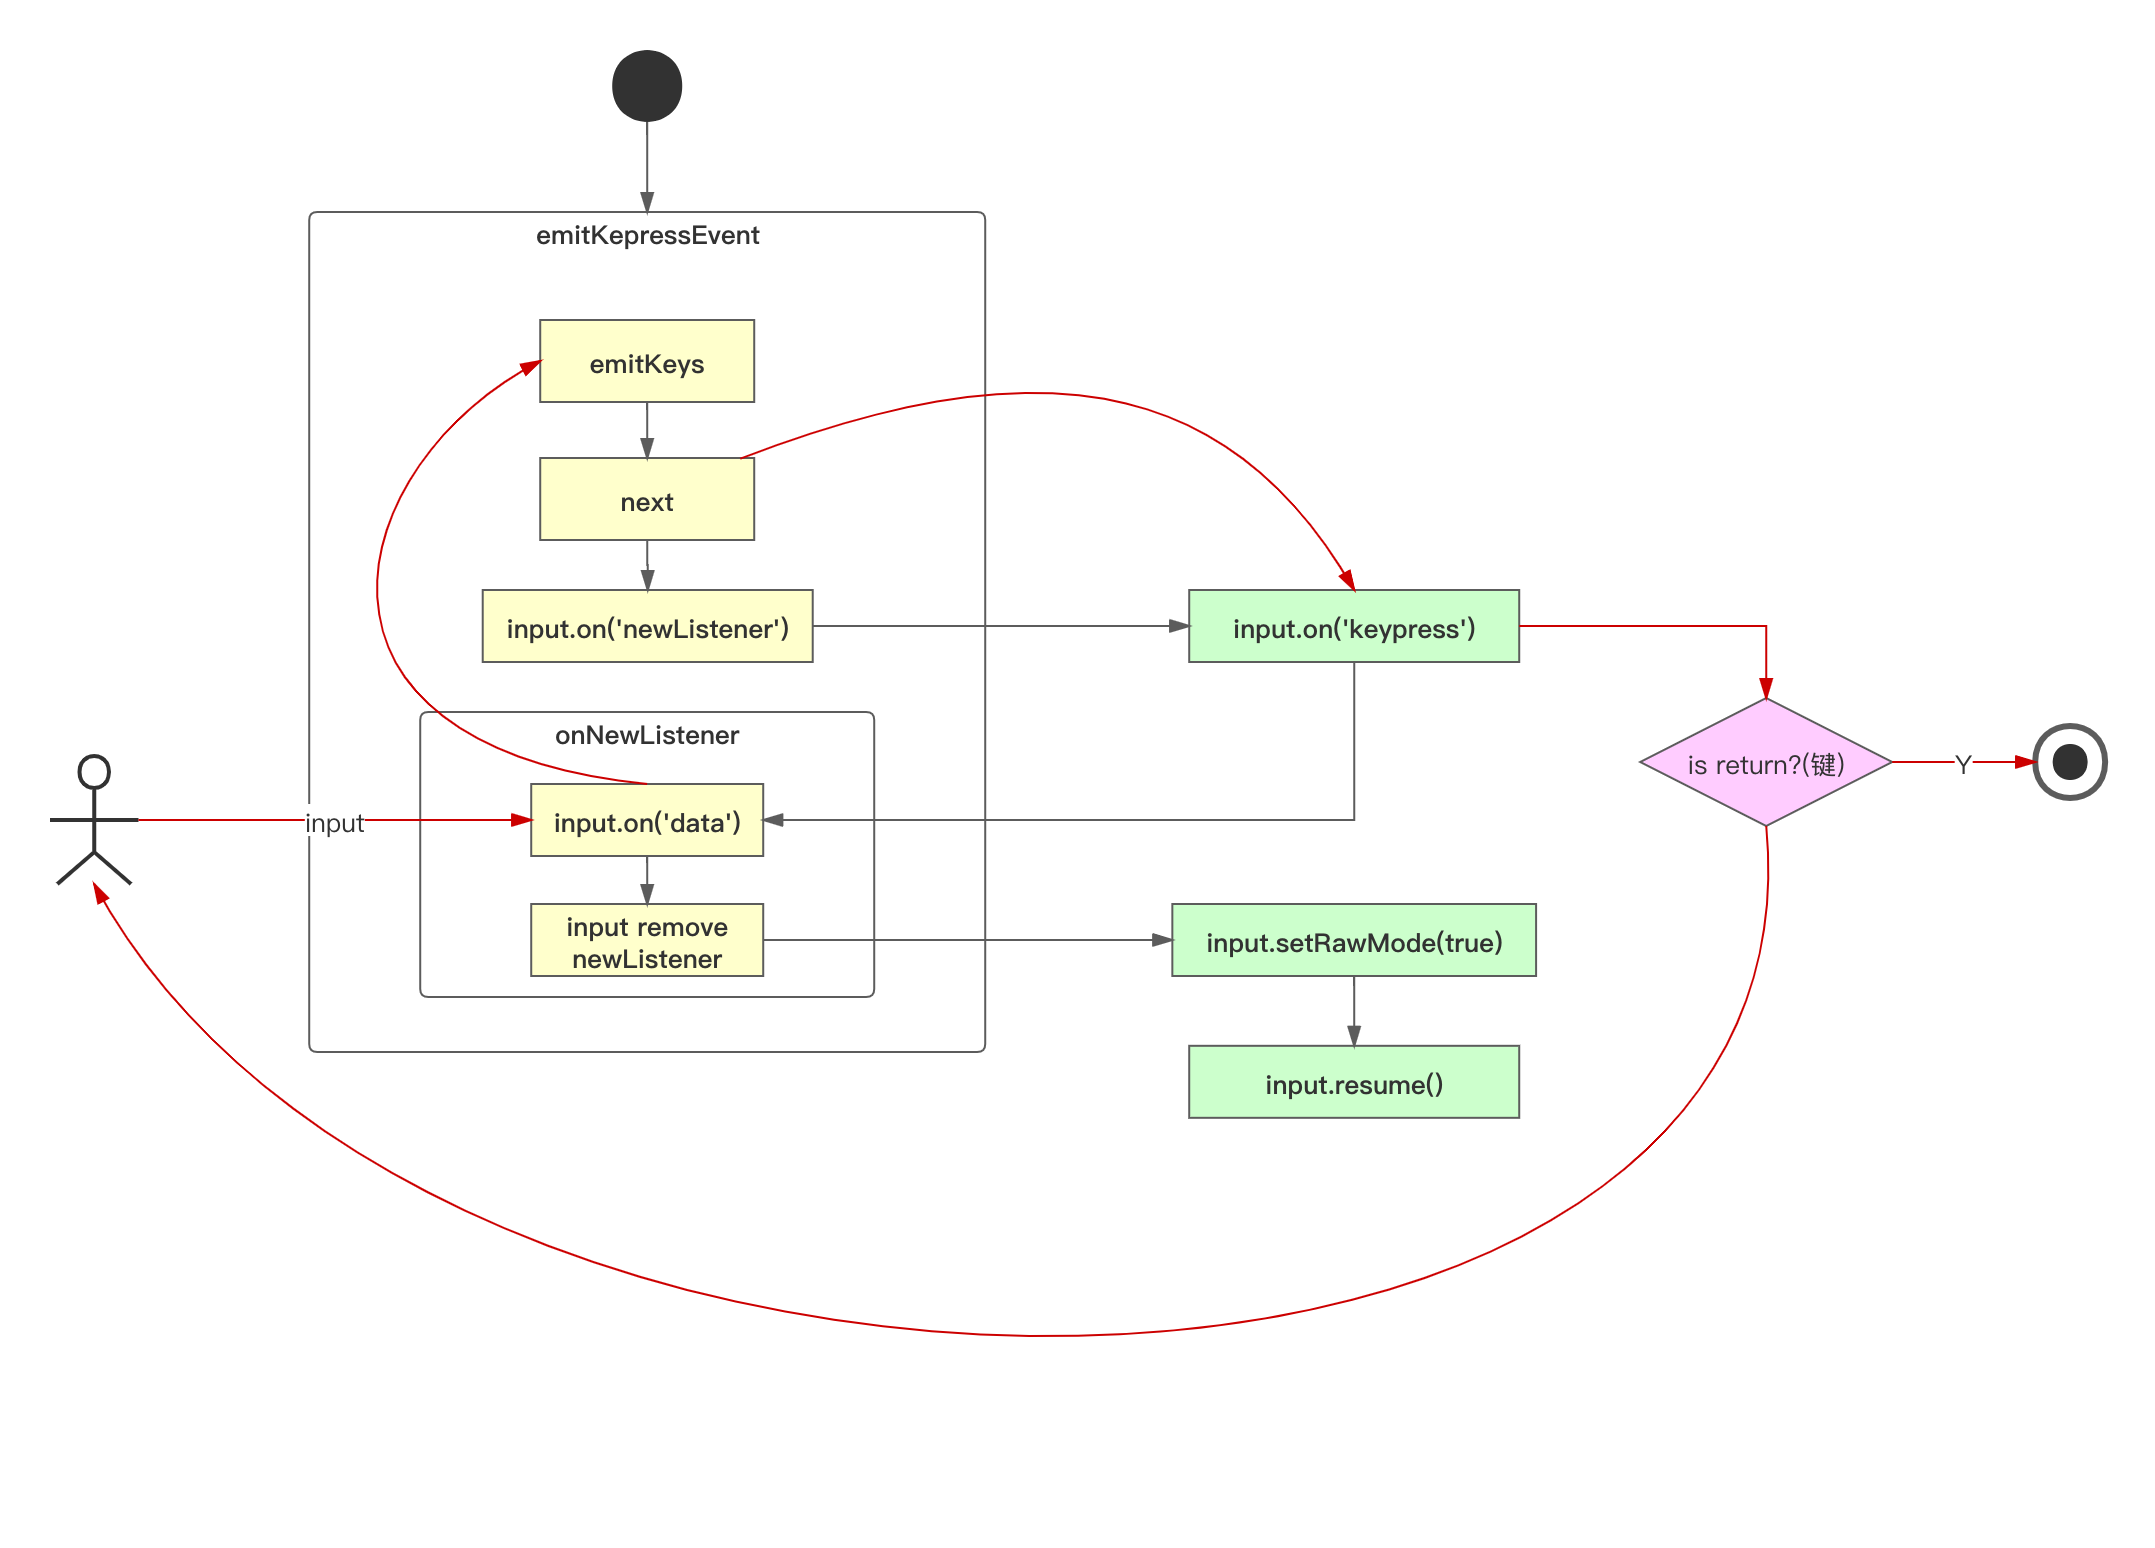 emitKepressEvent
emitKeys
next
input.on('newListener')
input.on('keypress')
onNewListener
is return?(键)
Y
input
input.on('data')
input remove
newListener
input.setRawMode(true)
input.resume()